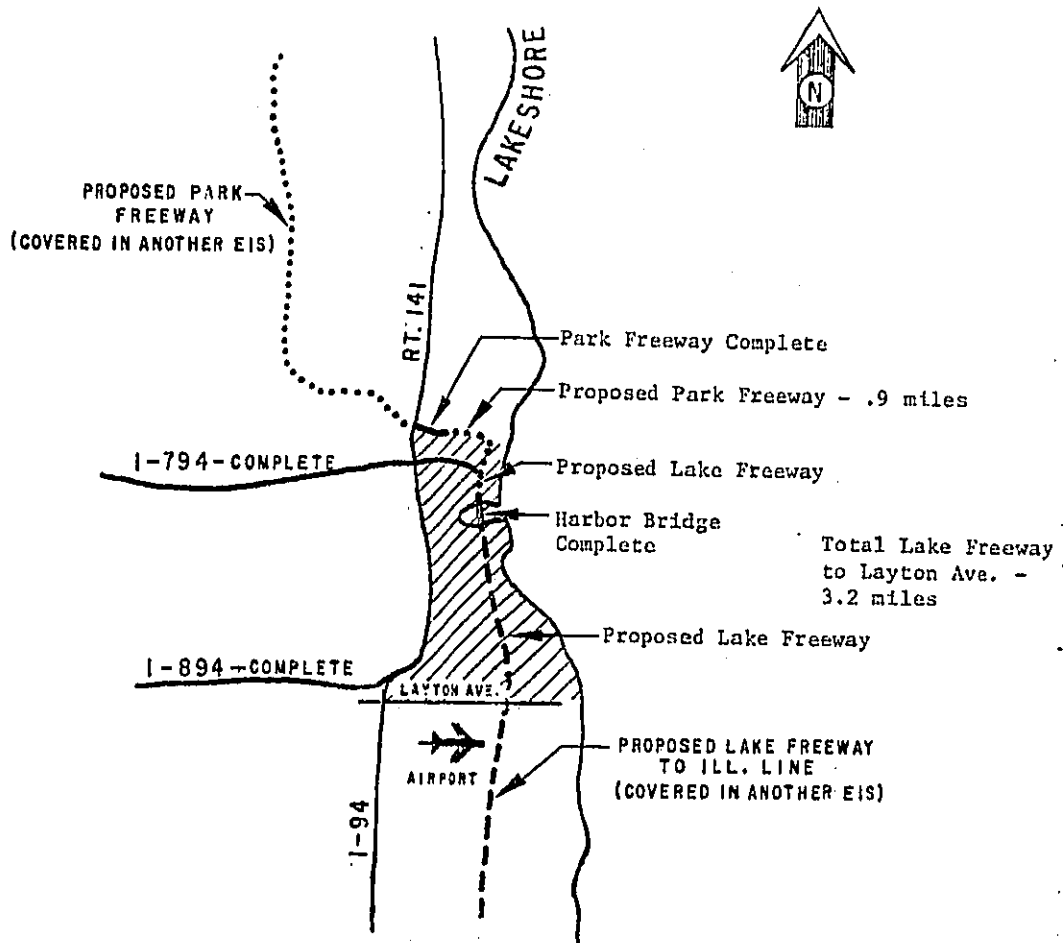 N
LAKESHORE
PROPOSED PARK
FREEWAY
(COVERED IN ANOTHER EIS)
RT. 141
Park Freeway Complete
Proposed Park Freeway - .9 miles
I-794-COMPLETE
Proposed Lake Freeway
Harbor Bridge
Complete
Total Lake Freeway
to Layton Ave. -
3.2 miles
Proposed Lake Freeway
I-894-COMPLETE
LAYTON AVE.
AIRPORT
PROPOSED LAKE FREEWAY
TO ILL. LINE
(COVERED IN ANOTHER EIS)
I-94